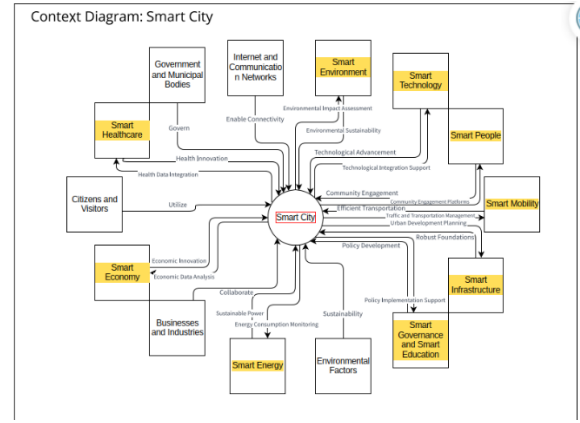 Context Diagram: Smart City
Government
and Municipal
Bodies
Internet and
Communicatio
n Networks
Smart
Environment
Smart
Technology
Smart
Healthcare
Smart People
Environmental Impact Assessment
Enable Connectivity
Govern
Environmental Sustainability
Technological Advancement
Health Innovation
Technological Integration Support
Health Data Integration
Citizens and
Visitors
Utilize
Smart City
Community Engagement
Community Engagement Platforms
Efficient Transportation
Smart Mobility
Traffic and Transportation Management
Urban Development Planning
Robust Foundations
Policy Development
Smart
Economy
Economic Innovation
Economic Data Analysis
Smart
Infrastructure
Collaborate
Policy Implementation Support
Businesses
and Industries
Sustainable Power
Energy Consumption Monitoring
Sustainability
Smart Energy
Environmental
Factors
Smart
Governance
and Smart
Education